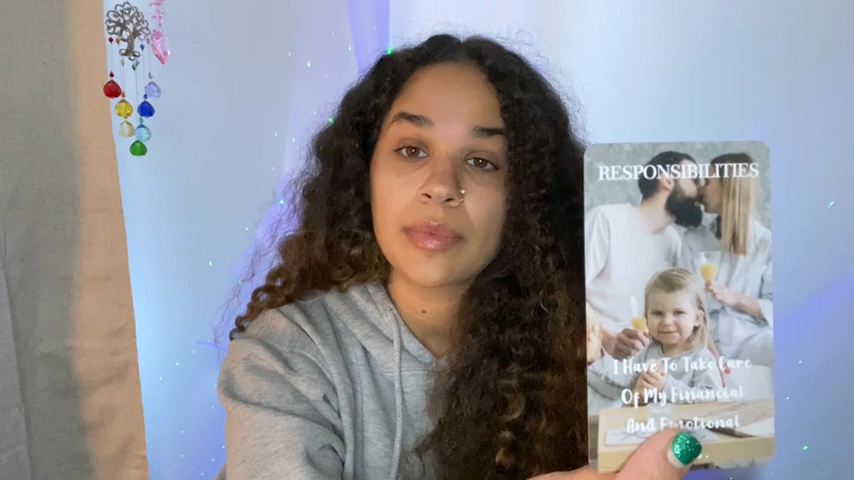 RESPONSIBILITIES
I Have To Take Care
Of My Financial
And Emotional